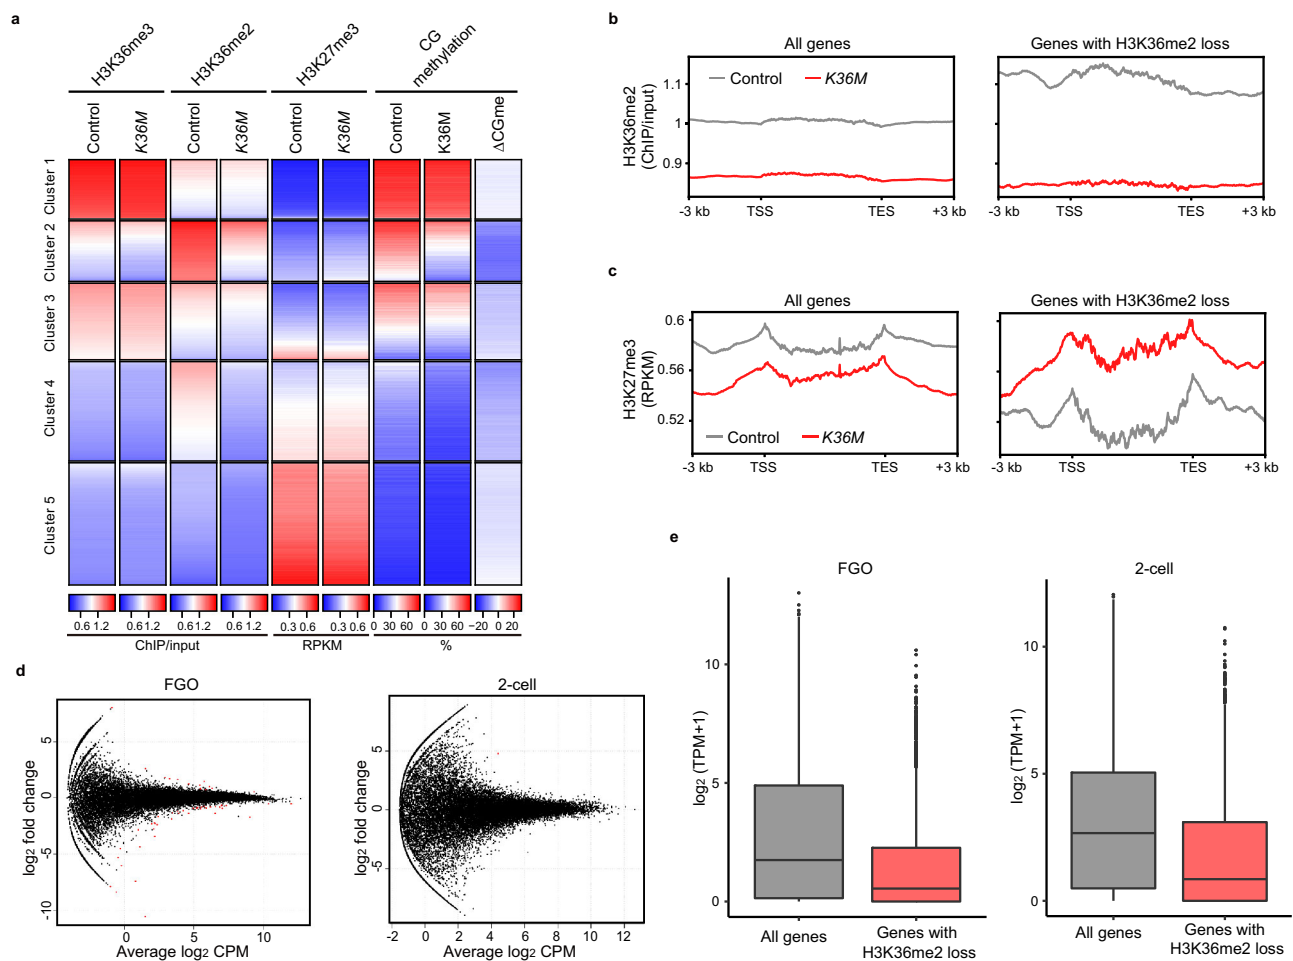 a
H3K36me3
H3K36me2
H3K27me3
CG
methylation
Control
K36M
Control
K36M
Control
K36M
Control
K36M
ΔCGme
Cluster 1
Cluster 2
Cluster 3
Cluster 4
Cluster 5
0.6 1.2
0.6 1.2
0.6 1.2
0.6 1.2
0.3 0.6
0.3 0.6
0 30 60
0 30 60
−20 0 20
ChIP/input
RPKM
%
b
All genes
Genes with H3K36me2 loss
H3K36me2
(ChIP/input)
1.1
1
0.9
Control
K36M
-3 kb
TSS
TES
+3 kb
-3 kb
TSS
TES
+3 kb
c
All genes
Genes with H3K36me2 loss
H3K27me3
(RPKM)
0.6
0.56
0.52
Control
K36M
-3 kb
TSS
TES
+3 kb
-3 kb
TSS
TES
+3 kb
d
FGO
log2 fold change
5
0
-5
-10
0
5
10
Average log2 CPM
2-cell
log2 fold change
5
0
-5
-2
0
2
4
6
8
10
12
Average log2 CPM
e
FGO
log2 (TPM+1)
10
5
0
All genes
Genes with
H3K36me2 loss
2-cell
log2 (TPM+1)
10
5
0
All genes
Genes with
H3K36me2 loss